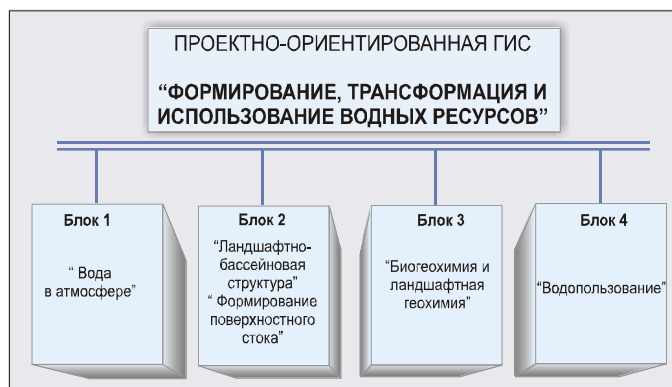 ПРОЕКТНО-ОРИЕНТИРОВАННАЯ ГИС
“ФОРМИРОВАНИЕ, ТРАНСФОРМАЦИЯ И
ИСПОЛЬЗОВАНИЕ ВОДНЫХ РЕСУРСОВ”
Блок 1
“ Вода
в атмосфере”
Блок 2
“Ландшафтно-
бассейновая
структура”
“ Формирование
поверхностного
стока”
Блок 3
“Биогеохимия и
ландшафтная
геохимия”
Блок 4
“Водопользование”